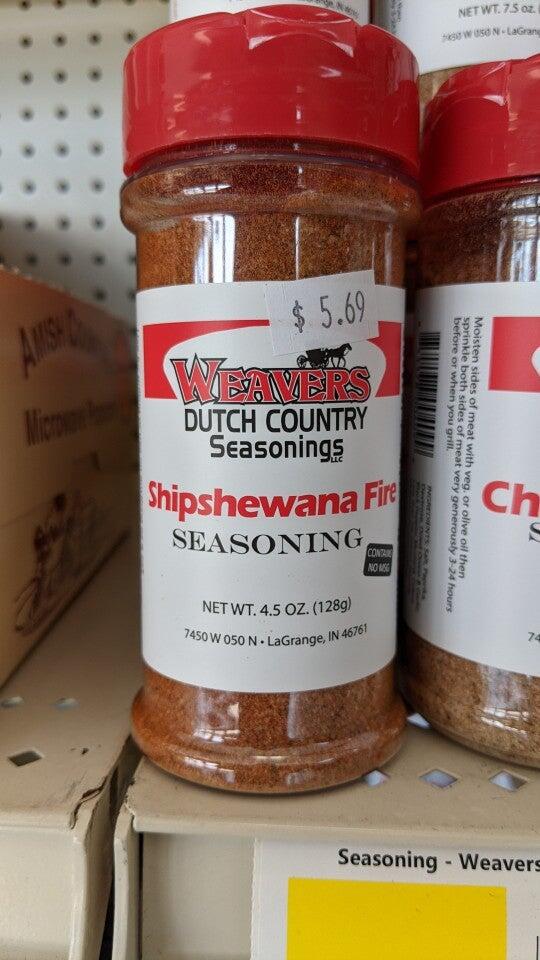 NET WT. 7.5 oz.
7450 W 050 N • LaGrange
$ 5.69
WEAVERS
DUTCH COUNTRY
Seasonings
LLC
Shipshewana Fire
SEASONING
CONTAINS
NO MSG
NET WT. 4.5 OZ. (128g)
7450 W 050 N • LaGrange, IN 46761
AMISH
Microwave
Moisten sides of meat with veg. or olive oil then
sprinkle both sides of meat very generously 3-24 hours
before or when you grill.
INGREDIENTS: Salt, Paprika,
Ch
S
74
Seasoning - Weavers